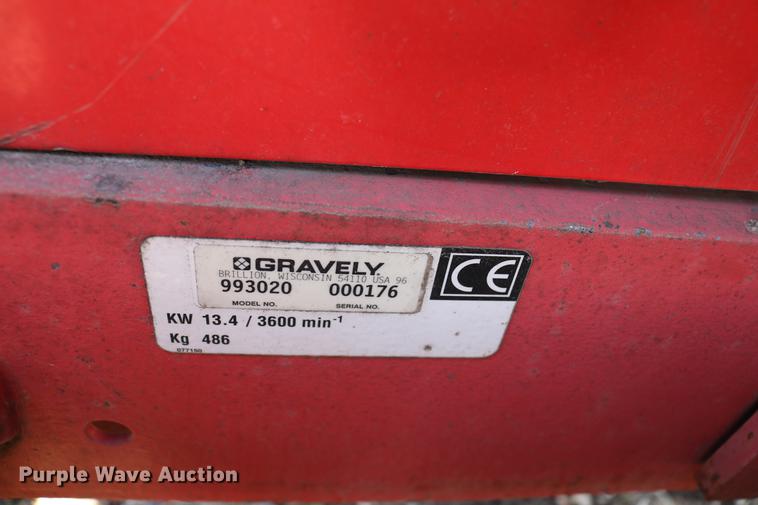 GRAVELY
BRILLION, WISCONSIN 54110 USA 96
993020 000176
MODEL NO. SERIAL NO.
CE
KW 13.4 / 3600 min-1
Kg 486
077150
Purple Wave Auction